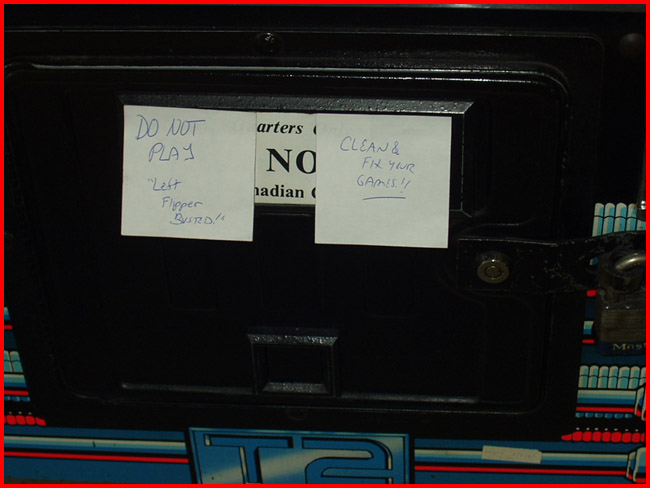 DO NOT
PLAY
"Left
Flipper
BUSTED!"
arters
NO
nadian
CLEAN &
FIX YOUR
GAMES!!
T2